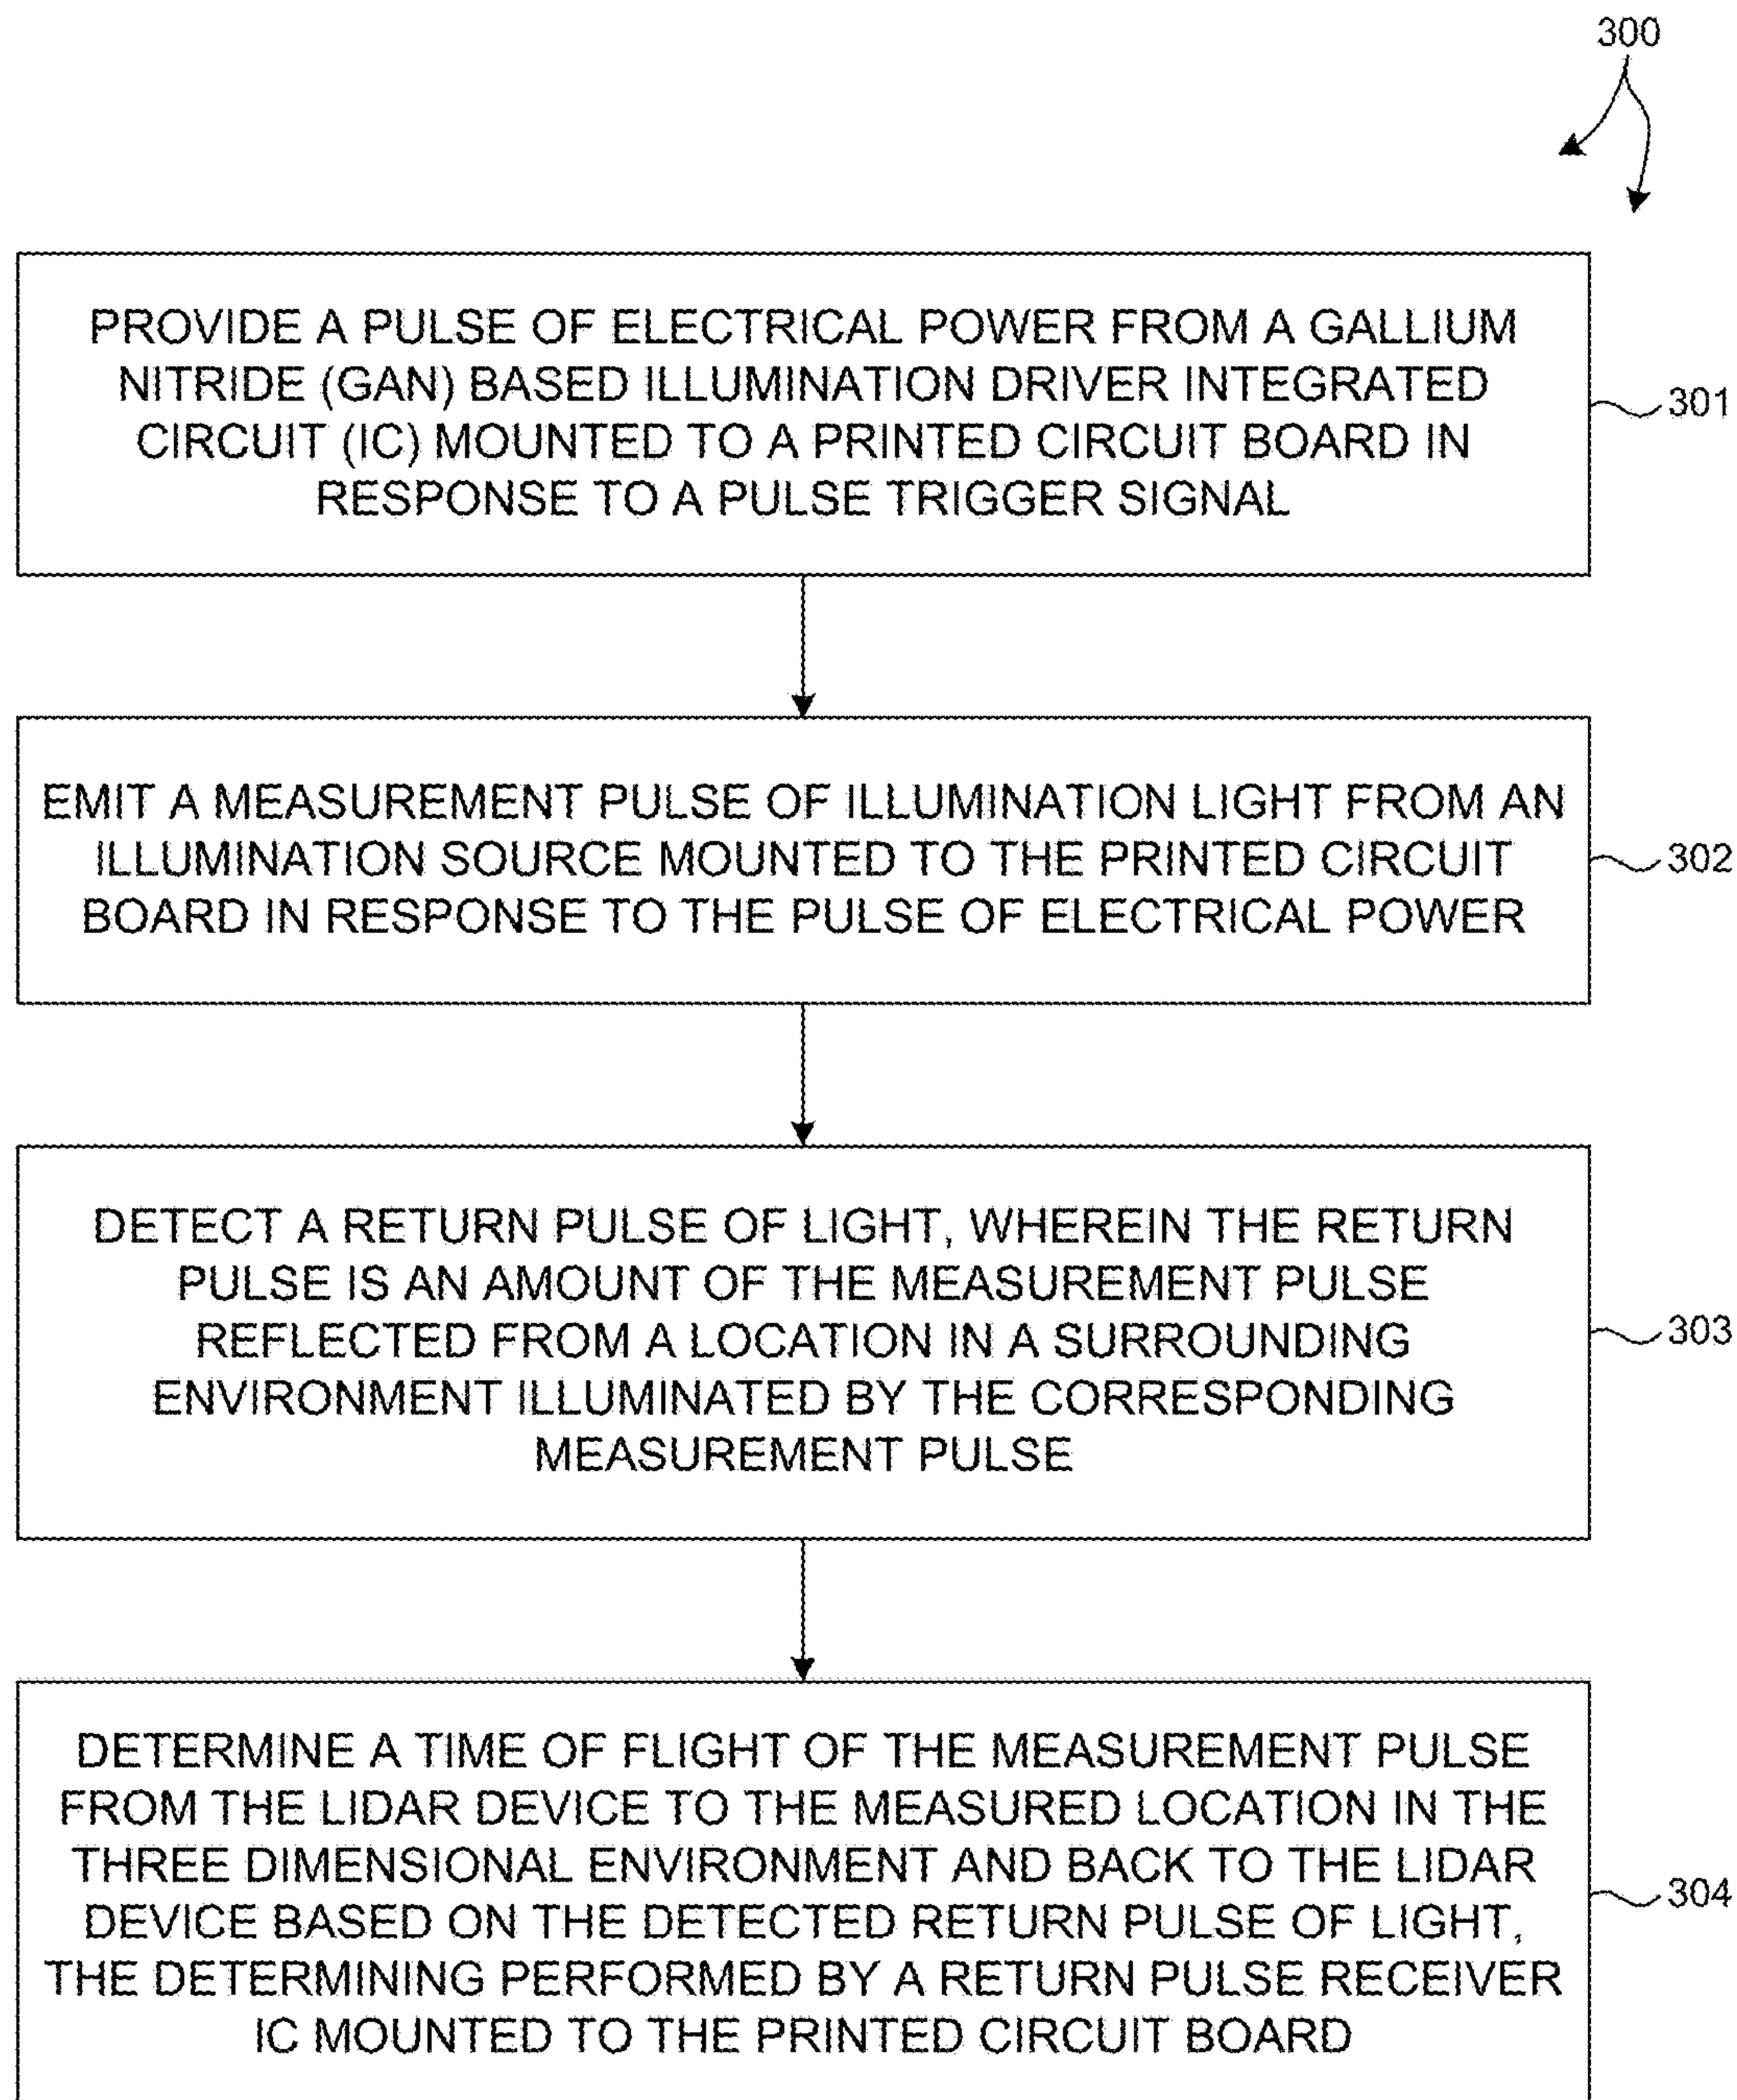 300
PROVIDE A PULSE OF ELECTRICAL POWER FROM A GALLIUM
NITRIDE (GAN) BASED ILLUMINATION DRIVER INTEGRATED
CIRCUIT (IC) MOUNTED TO A PRINTED CIRCUIT BOARD IN
RESPONSE TO A PULSE TRIGGER SIGNAL
301
EMIT A MEASUREMENT PULSE OF ILLUMINATION LIGHT FROM AN
ILLUMINATION SOURCE MOUNTED TO THE PRINTED CIRCUIT
BOARD IN RESPONSE TO THE PULSE OF ELECTRICAL POWER
302
DETECT A RETURN PULSE OF LIGHT, WHEREIN THE RETURN
PULSE IS AN AMOUNT OF THE MEASUREMENT PULSE
REFLECTED FROM A LOCATION IN A SURROUNDING
ENVIRONMENT ILLUMINATED BY THE CORRESPONDING
MEASUREMENT PULSE
303
DETERMINE A TIME OF FLIGHT OF THE MEASUREMENT PULSE
FROM THE LIDAR DEVICE TO THE MEASURED LOCATION IN THE
THREE DIMENSIONAL ENVIRONMENT AND BACK TO THE LIDAR
DEVICE BASED ON THE DETECTED RETURN PULSE OF LIGHT,
THE DETERMINING PERFORMED BY A RETURN PULSE RECEIVER
IC MOUNTED TO THE PRINTED CIRCUIT BOARD
304